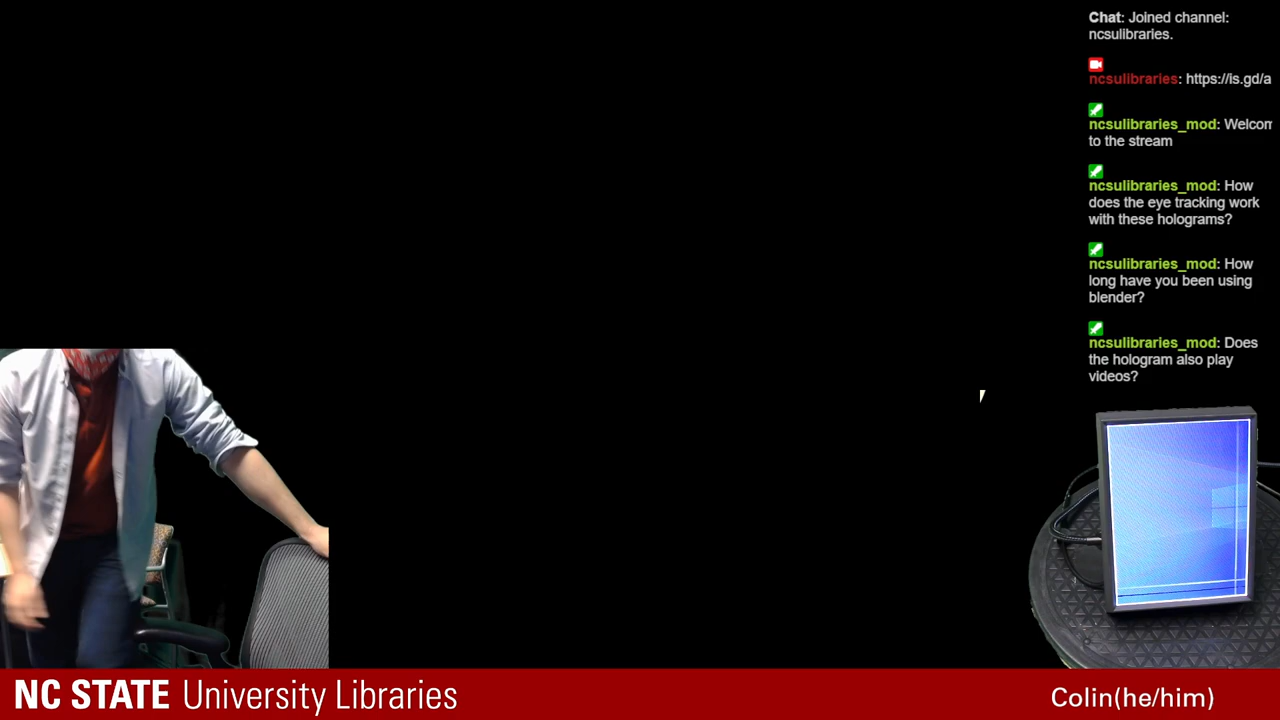 Chat: Joined channel:
ncsulibraries.
ncsulibraries: https://is.gd/a
ncsulibraries_mod: Welcom
to the stream
ncsulibraries_mod: How
does the eye tracking work
with these holograms?
ncsulibraries_mod: How
long have you been using
blender?
ncsulibraries_mod: Does
the hologram also play
videos?
NC STATE University Libraries
Colin(he/him)